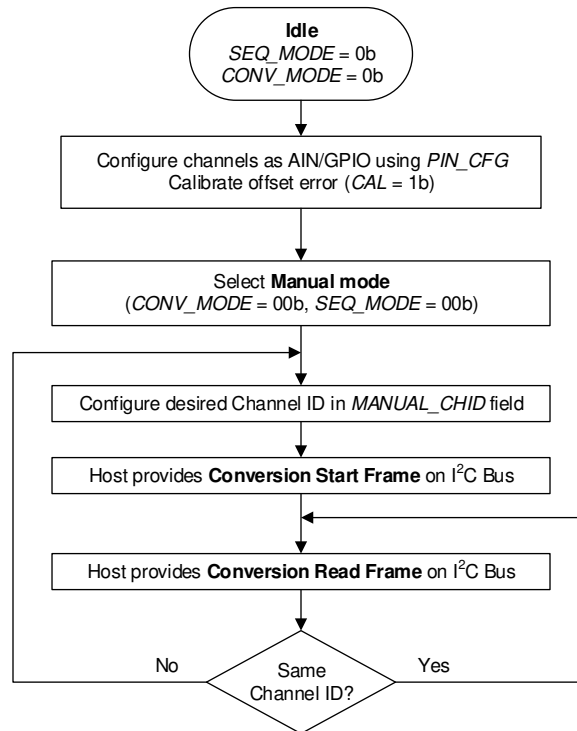 Idle
SEQ_MODE = 0b
CONV_MODE = 0b
Configure channels as AIN/GPIO using PIN_CFG
Calibrate offset error (CAL = 1b)
Select Manual mode
(CONV_MODE = 00b, SEQ_MODE = 00b)
Configure desired Channel ID in MANUAL_CHID field
Host provides Conversion Start Frame on I²C Bus
Host provides Conversion Read Frame on I²C Bus
No
Yes
Same
Channel ID?